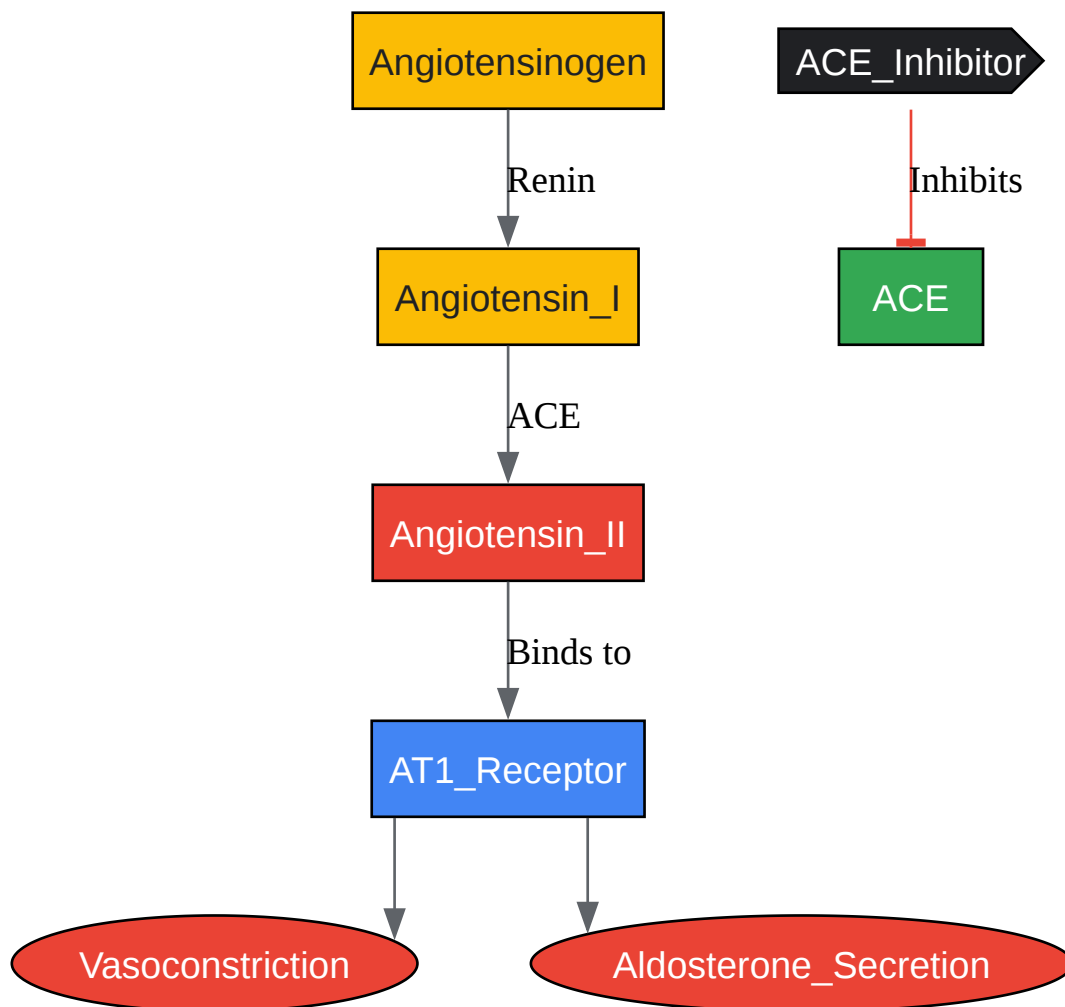 Angiotensinogen
ACE_Inhibitor
Renin
Inhibits
Angiotensin_I
ACE
ACE
Angiotensin_II
Binds to
AT1_Receptor
Vasoconstriction
Aldosterone_Secretion